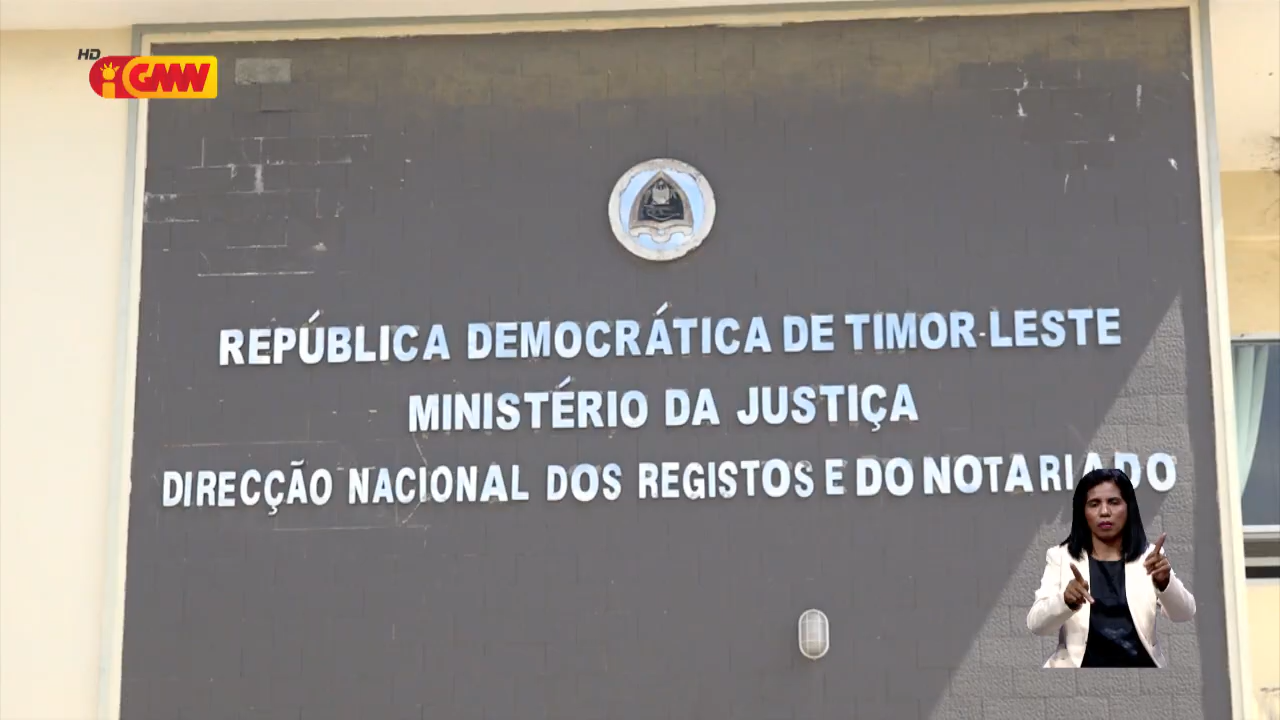 HD
GMN
REPÚBLICA DEMOCRÁTICA DE TIMOR-LESTE
MINISTÉRIO DA JUSTIÇA
DIRECÇÃO NACIONAL DOS REGISTOS E DO NOTARIADO